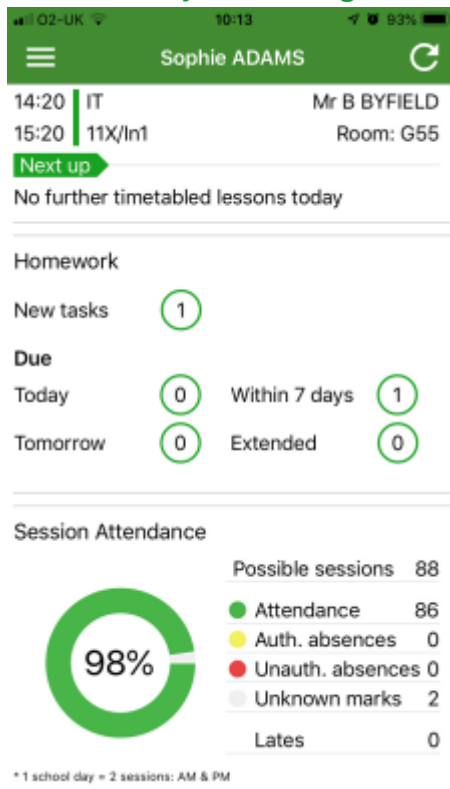 O2-UK 10:13 93%
Sophie ADAMS
14:20 IT Mr B BYFIELD
15:20 11X/In1 Room: G55
Next up
No further timetabled lessons today
Homework
New tasks 1
Due
Today 0 Within 7 days 1
Tomorrow 0 Extended 0
Session Attendance
Possible sessions 88
98%
Attendance 86
Auth. absences 0
Unauth. absences 0
Unknown marks 2
Lates 0
* 1 school day = 2 sessions: AM & PM